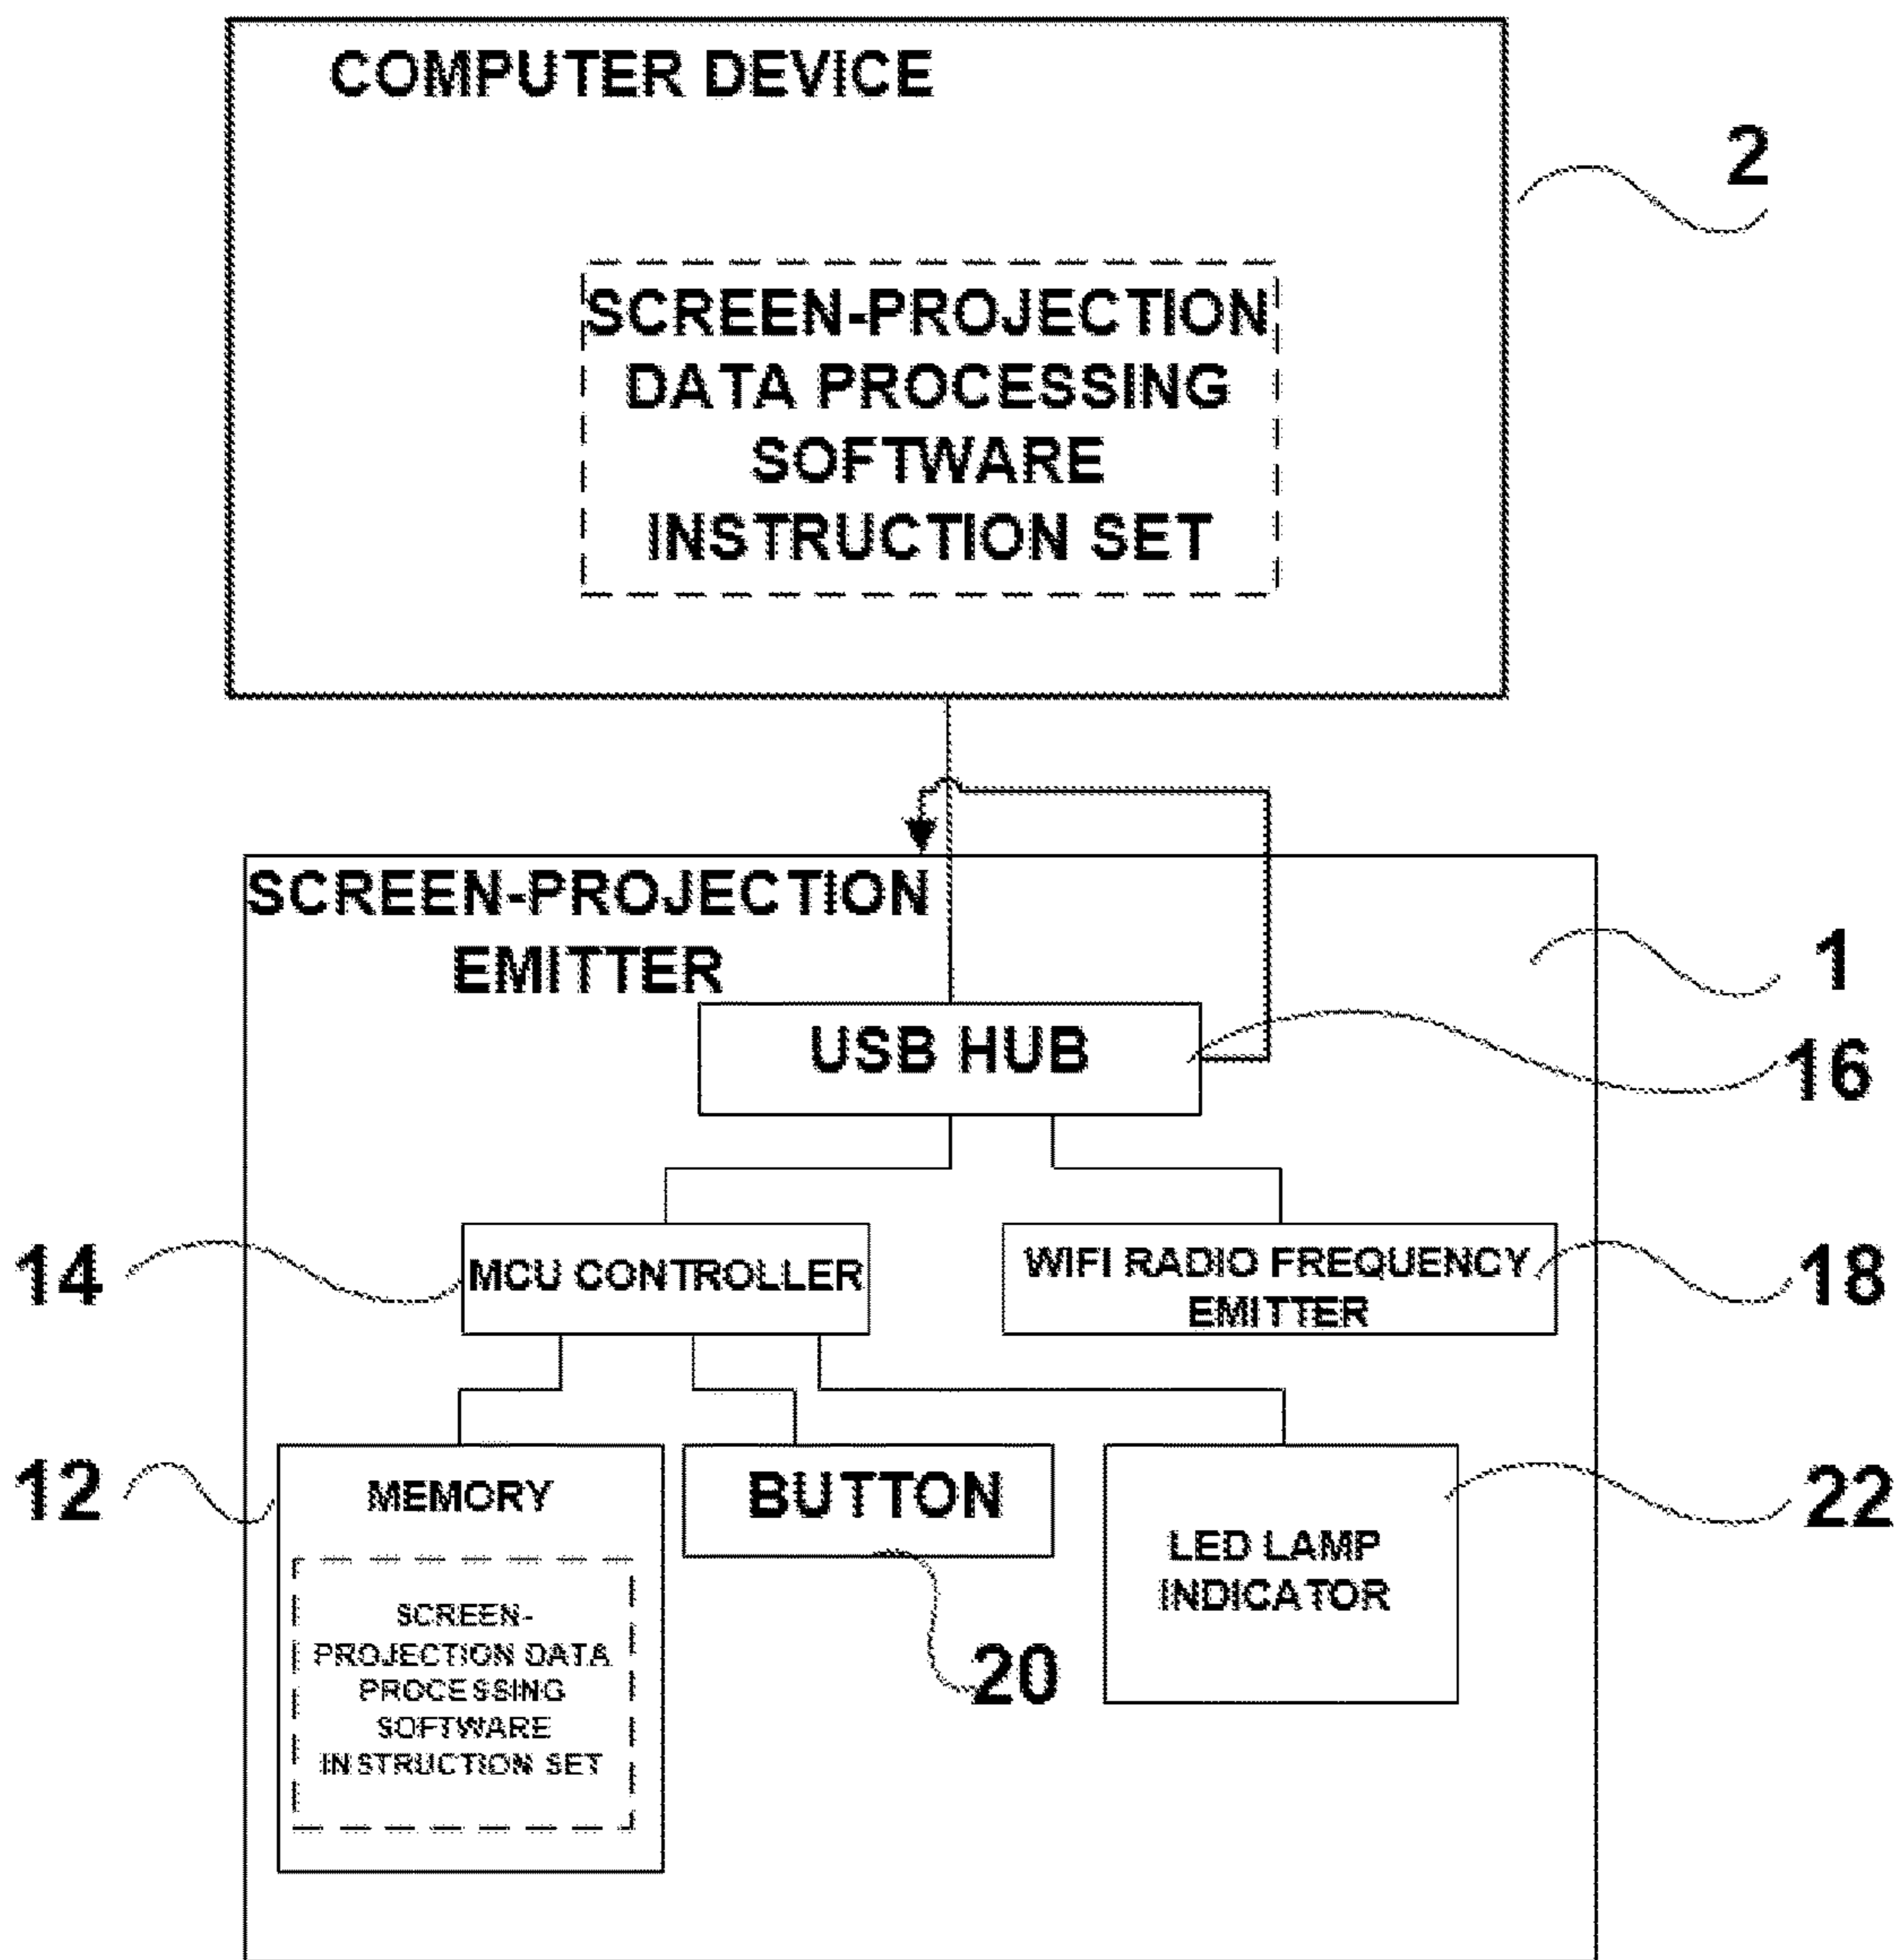 COMPUTER DEVICE
2
SCREEN-PROJECTION
DATA PROCESSING
SOFTWARE
INSTRUCTION SET
SCREEN-PROJECTION
EMITTER
1
USB HUB
16
14
MCU CONTROLLER
WIFI RADIO FREQUENCY
EMITTER
18
12
MEMORY
BUTTON
22
LED LAMP
INDICATOR
SCREEN-
PROJECTION DATA
PROCESSING
SOFTWARE
INSTRUCTION SET
20